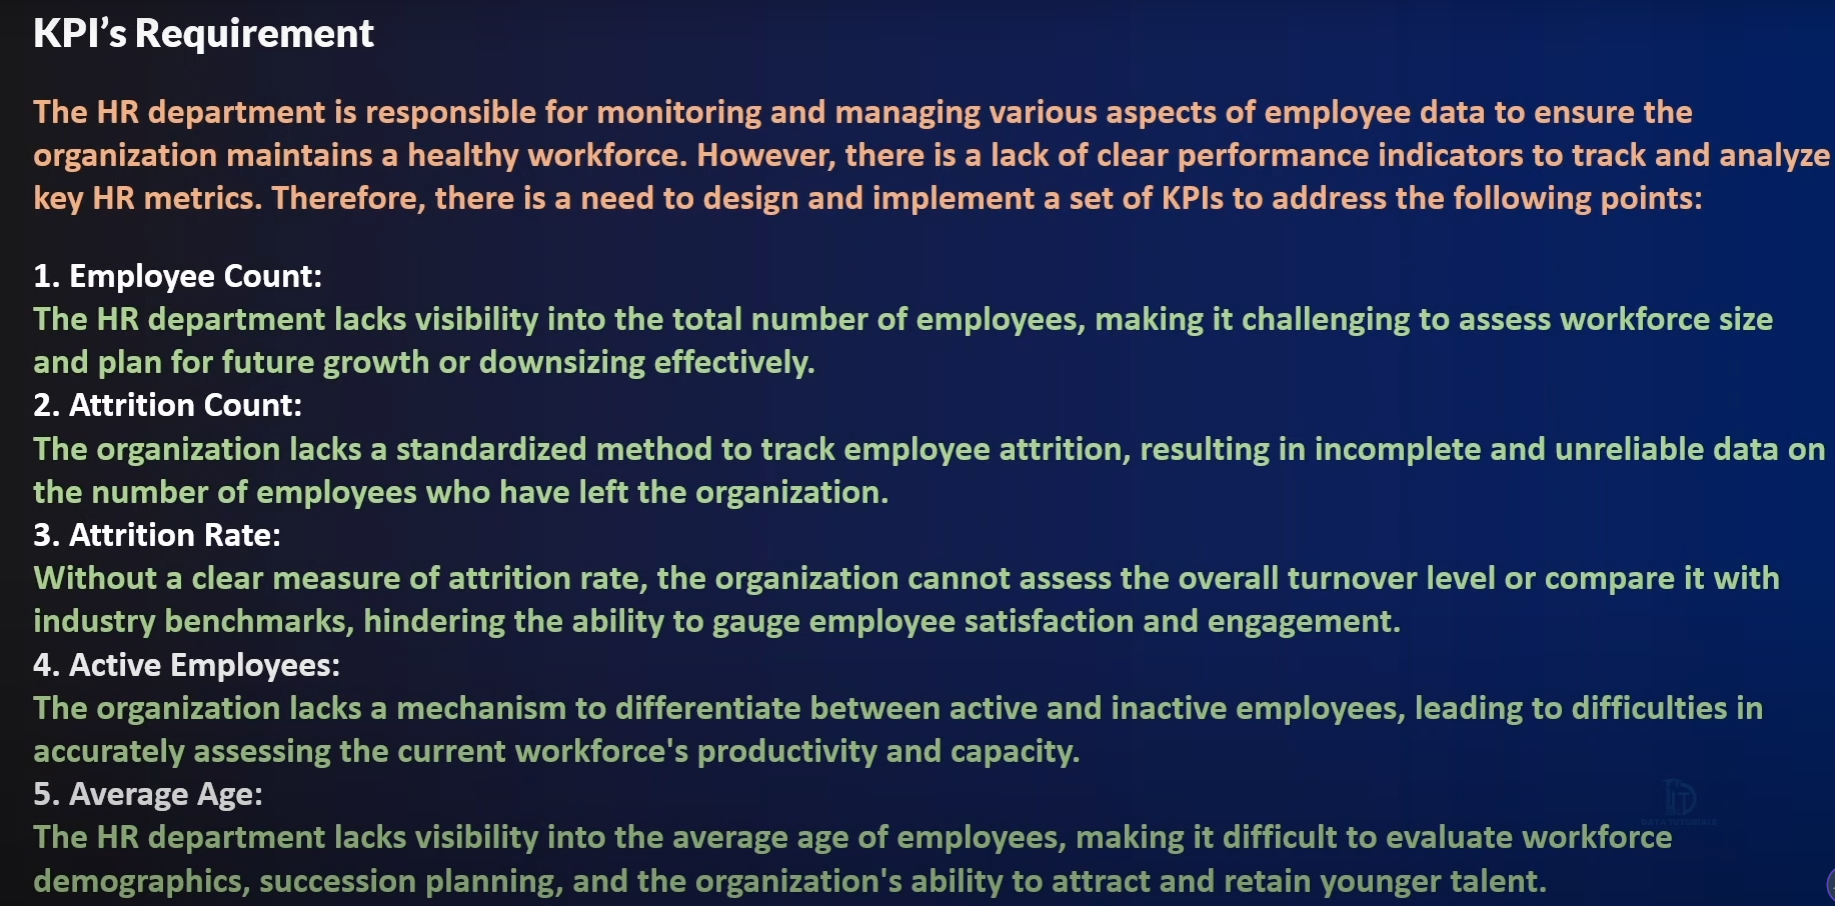 KPI's Requirement
The HR department is responsible for monitoring and managing various aspects of employee data to ensure the
organization maintains a healthy workforce. However, there is a lack of clear performance indicators to track and analyze
key HR metrics. Therefore, there is a need to design and implement a set of KPIs to address the following points:
1. Employee Count:
The HR department lacks visibility into the total number of employees, making it challenging to assess workforce size
and plan for future growth or downsizing effectively.
2. Attrition Count:
The organization lacks a standardized method to track employee attrition, resulting in incomplete and unreliable data on
the number of employees who have left the organization.
3. Attrition Rate:
Without a clear measure of attrition rate, the organization cannot assess the overall turnover level or compare it with
industry benchmarks, hindering the ability to gauge employee satisfaction and engagement.
4. Active Employees:
The organization lacks a mechanism to differentiate between active and inactive employees, leading to difficulties in
accurately assessing the current workforce's productivity and capacity.
5. Average Age:
The HR department lacks visibility into the average age of employees, making it difficult to evaluate workforce
demographics, succession planning, and the organization's ability to attract and retain younger talent.
DATA TUTORIALS